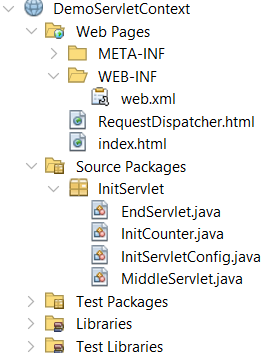 DemoServletContext
Web Pages
META-INF
WEB-INF
web.xml
RequestDispatcher.html
index.html
Source Packages
InitServlet
EndServlet.java
InitCounter.java
InitServletConfig.java
MiddleServlet.java
Test Packages
Libraries
Test Libraries